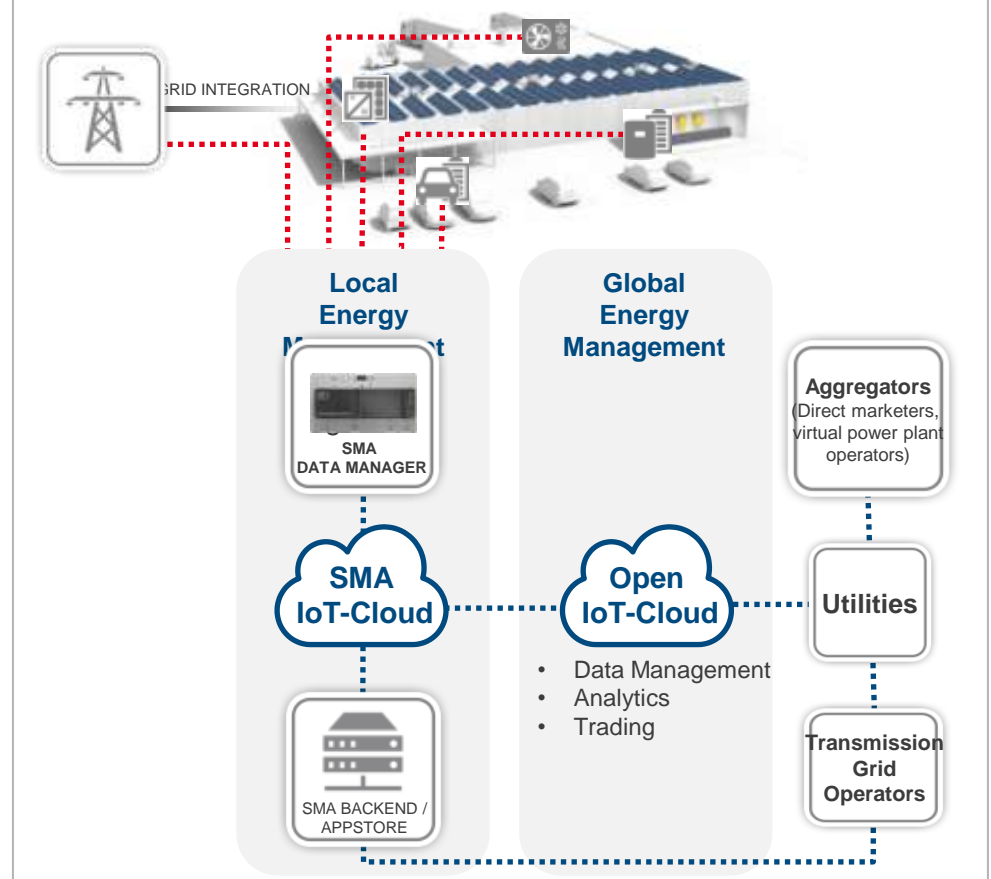 GRID INTEGRATION
Local
Energy
Global
Energy
Management
SMA
DATA MANAGER
Aggregators
(Direct marketers,
virtual power plant
operators)
SMA
IoT-Cloud
Open
IoT-Cloud
Utilities
• Data Management
• Analytics
• Trading
Transmission
Grid
Operators
SMA BACKEND /
APPSTORE